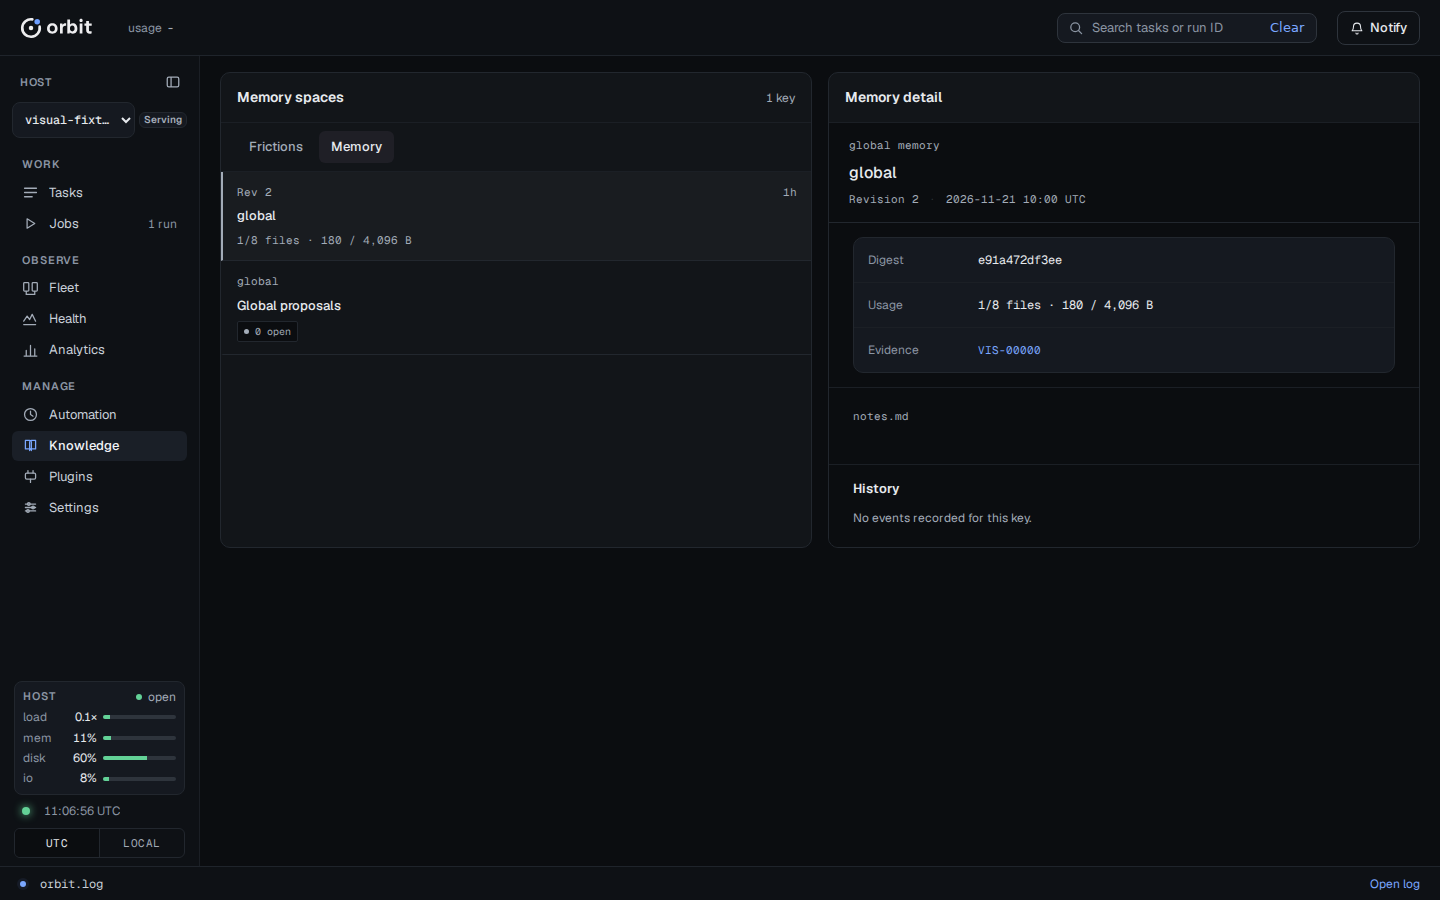 orbit
usage -
Search tasks or run ID
Clear
Notify
HOST
visual-fixt…
Serving
WORK
Tasks
Jobs
1 run
OBSERVE
Fleet
Health
Analytics
MANAGE
Automation
Knowledge
Plugins
Settings
HOST
open
load 0.1×
mem 11%
disk 60%
io 8%
11:06:56 UTC
UTC
LOCAL
Memory spaces
1 key
Frictions
Memory
Rev 2
1h
global
1/8 files · 180 / 4,096 B
global
Global proposals
0 open
Memory detail
global memory
global
Revision 2 · 2026-11-21 10:00 UTC
Digest e91a472df3ee
Usage 1/8 files · 180 / 4,096 B
Evidence VIS-00000
notes.md
History
No events recorded for this key.
orbit.log
Open log